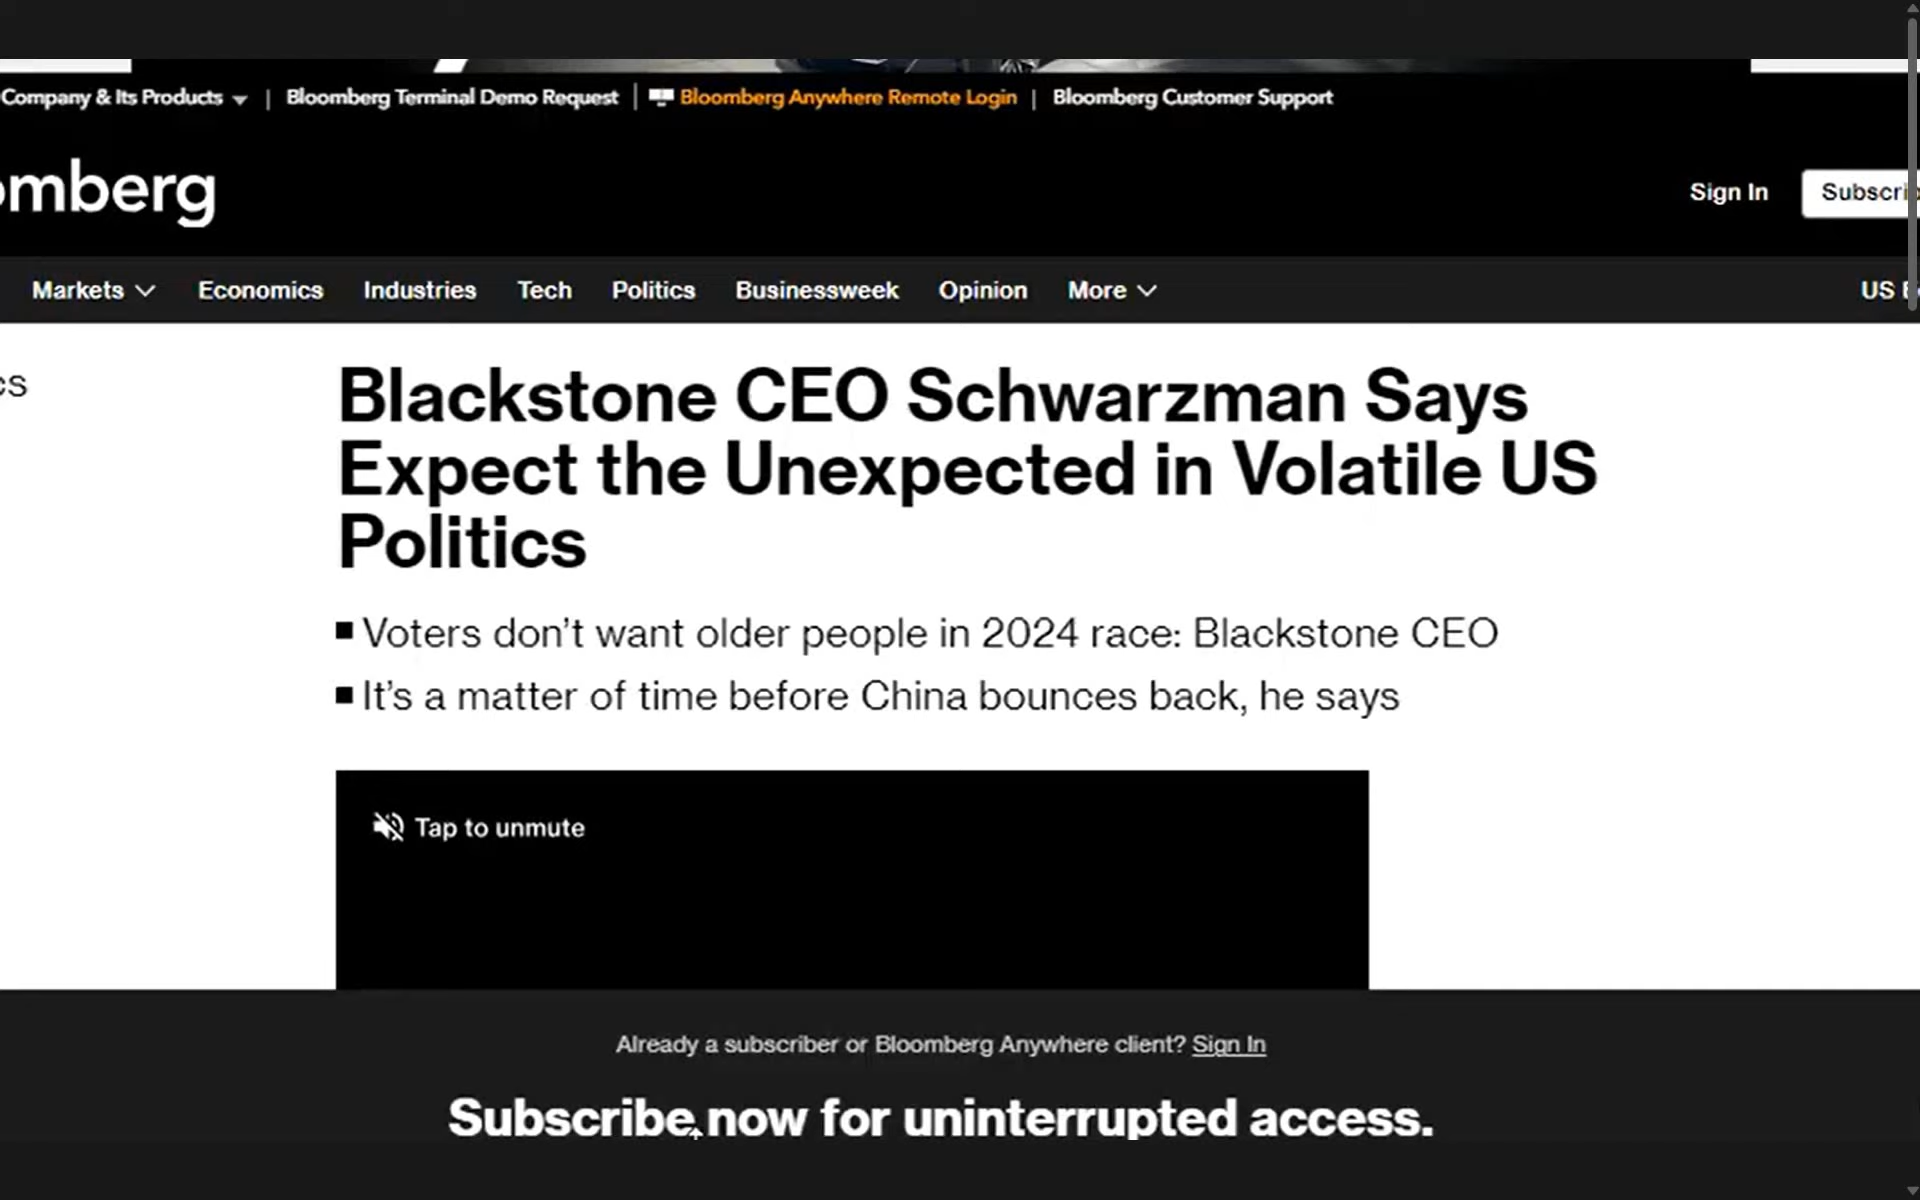 Company & Its Products | Bloomberg Terminal Demo Request | Bloomberg Anywhere Remote Login | Bloomberg Customer Support
omberg
Sign In
Markets Economics Industries Tech Politics Businessweek Opinion More US
Blackstone CEO Schwarzman Says
Expect the Unexpected in Volatile US
Politics
■ Voters don't want older people in 2024 race: Blackstone CEO
■ It's a matter of time before China bounces back, he says
Tap to unmute
Already a subscriber or Bloomberg Anywhere client? Sign In
Subscribe now for uninterrupted access.